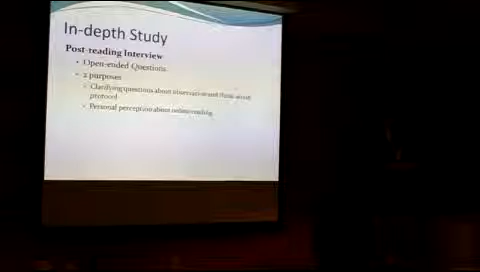 In-depth Study
Post-reading Interview
• Open-ended Questions
• 2 purposes
• Clarifying questions about observation and think-aloud
protocol
• Personal perception about online reading